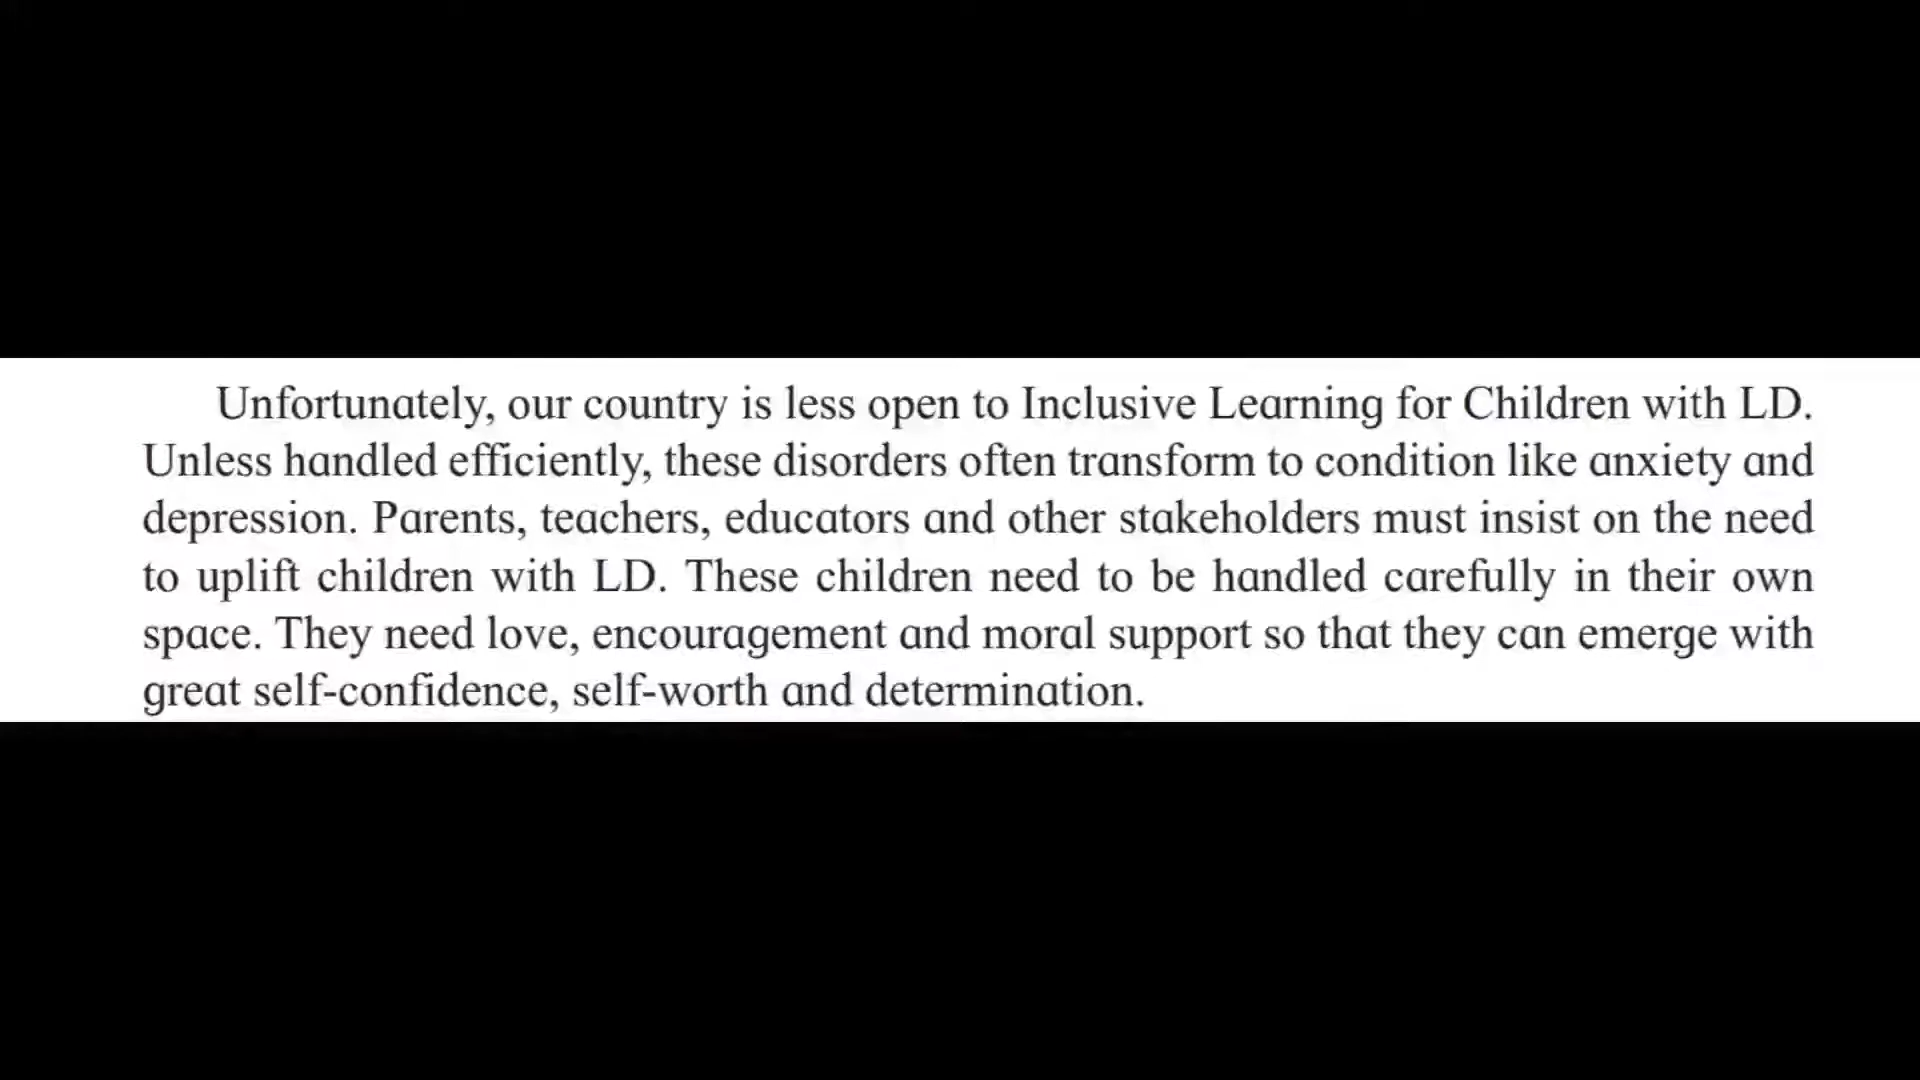 Unfortunately, our country is less open to Inclusive Learning for Children with LD.
Unless handled efficiently, these disorders often transform to condition like anxiety and
depression. Parents, teachers, educators and other stakeholders must insist on the need
to uplift children with LD. These children need to be handled carefully in their own
space. They need love, encouragement and moral support so that they can emerge with
great self-confidence, self-worth and determination.